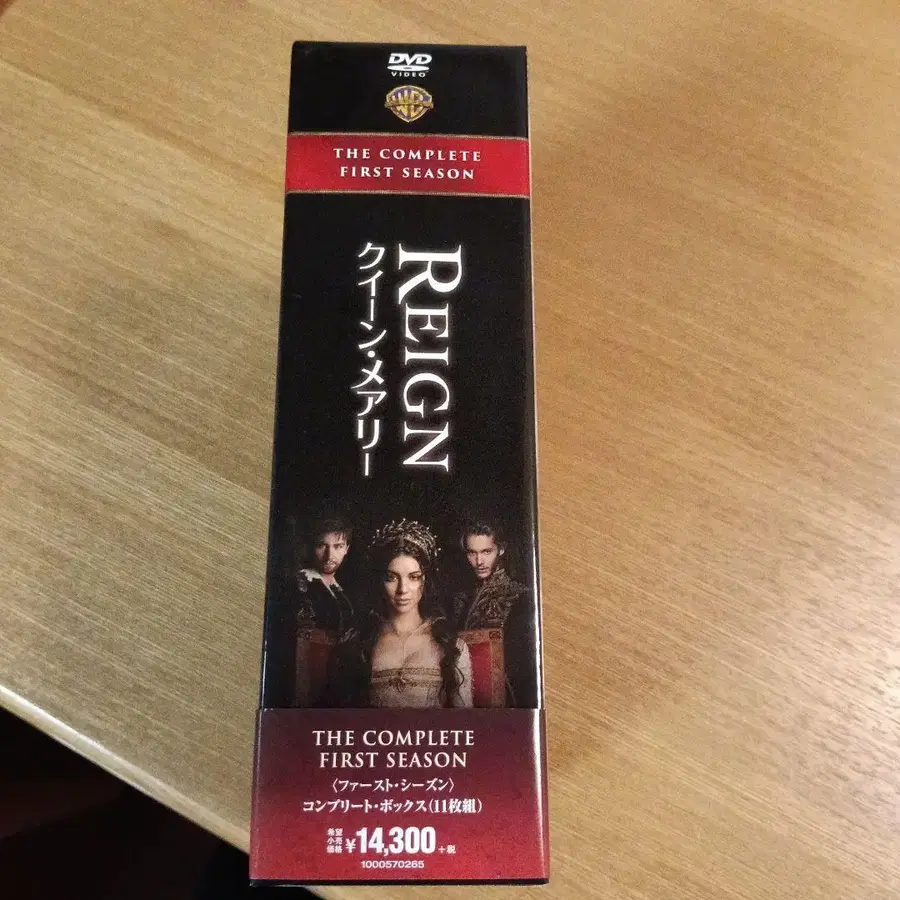 DVD
VIDEO
WB
THE COMPLETE
FIRST SEASON
REIGN
クイーン・メアリー
THE COMPLETE
FIRST SEASON
〈ファースト・シーズン〉
コンプリート・ボックス(11枚組)
希望
小売
価格
¥14,300+税
1000570265